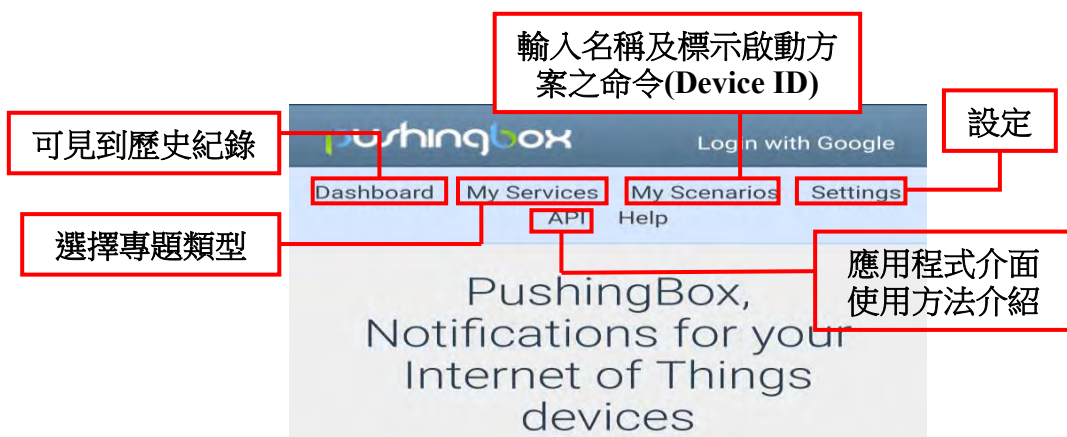 輸入名稱及標示啟動方
案之命令(Device ID)
可見到歷史紀錄
設定
pushingbox
Login with Google
Dashboard My Services My Scenarios Settings
API Help
選擇專題類型
應用程式介面
使用方法介紹
PushingBox,
Notifications for your
Internet of Things
devices